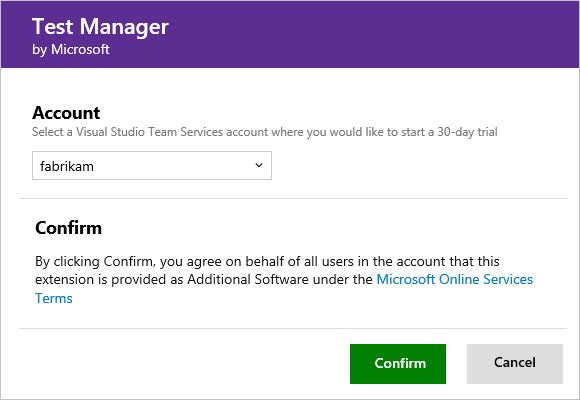 Test Manager
by Microsoft
Account
Select a Visual Studio Team Services account where you would like to start a 30-day trial
fabrikam
Confirm
By clicking Confirm, you agree on behalf of all users in the account that this
extension is provided as Additional Software under the Microsoft Online Services
Terms
Confirm
Cancel